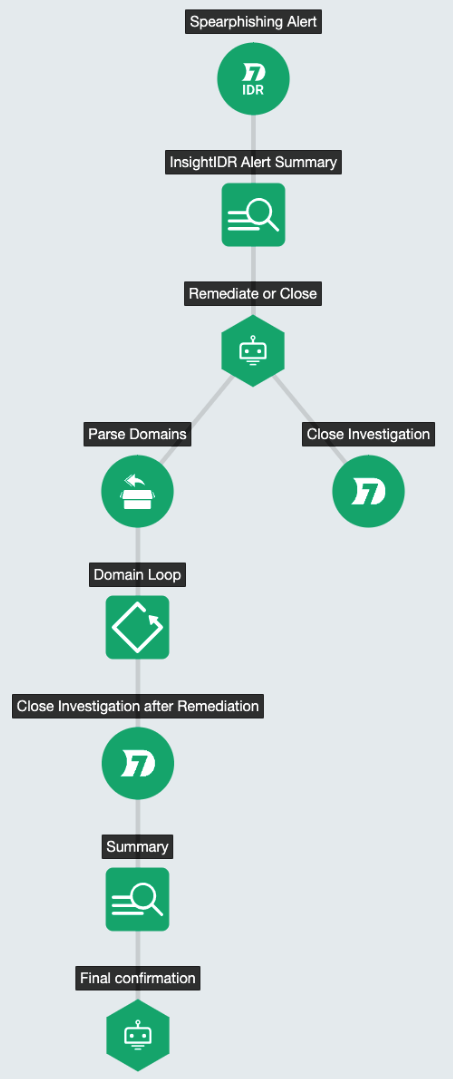 Spearphishing Alert
IDR
InsightIDR Alert Summary
Remediate or Close
Parse Domains
Close Investigation
Domain Loop
Close Investigation after Remediation
Summary
Final confirmation